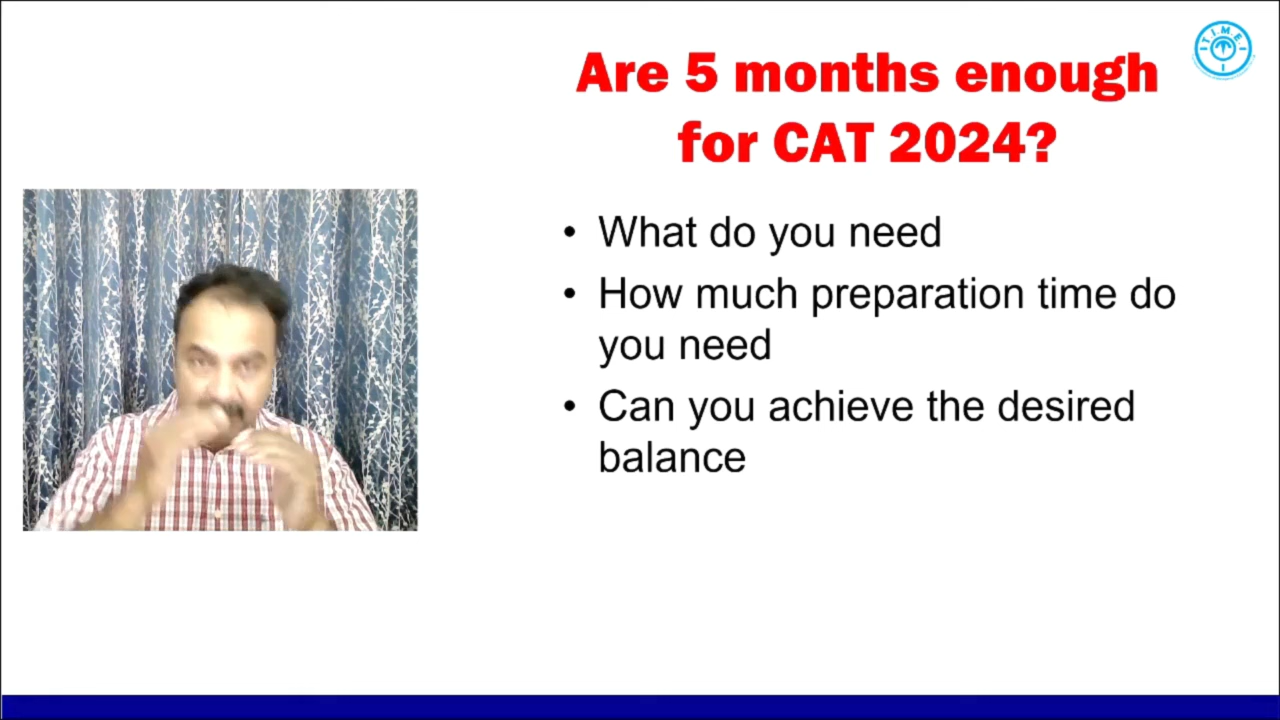 T.I.M.E.
Are 5 months enough
for CAT 2024?
• What do you need
• How much preparation time do
you need
• Can you achieve the desired
balance